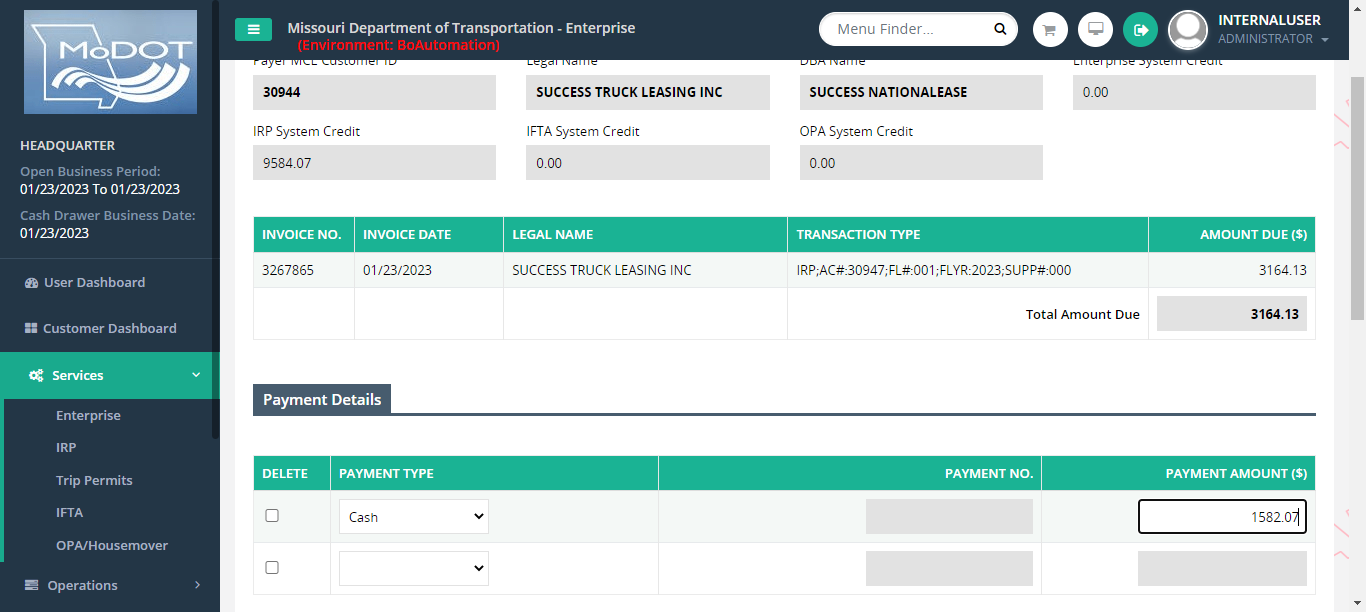 MoDOT
HEADQUARTER
Open Business Period:
01/23/2023 To 01/23/2023
Cash Drawer Business Date:
01/23/2023
User Dashboard
Customer Dashboard
Services
Enterprise
IRP
Trip Permits
IFTA
OPA/Housemover
Operations
Missouri Department of Transportation - Enterprise
(Environment: BoAutomation)
Menu Finder...
INTERNALUSER
ADMINISTRATOR
Payer MCE Customer ID
Legal Name
DBA Name
Enterprise System Credit
30944
SUCCESS TRUCK LEASING INC
SUCCESS NATIONALEASE
0.00
IRP System Credit
IFTA System Credit
OPA System Credit
9584.07
0.00
0.00
INVOICE NO.
INVOICE DATE
LEGAL NAME
TRANSACTION TYPE
AMOUNT DUE ($)
3267865
01/23/2023
SUCCESS TRUCK LEASING INC
IRP;AC#:30947;FL#:001;FLYR:2023;SUPP#:000
3164.13
Total Amount Due
3164.13
Payment Details
DELETE
PAYMENT TYPE
PAYMENT NO.
PAYMENT AMOUNT ($)
Cash
1582.07